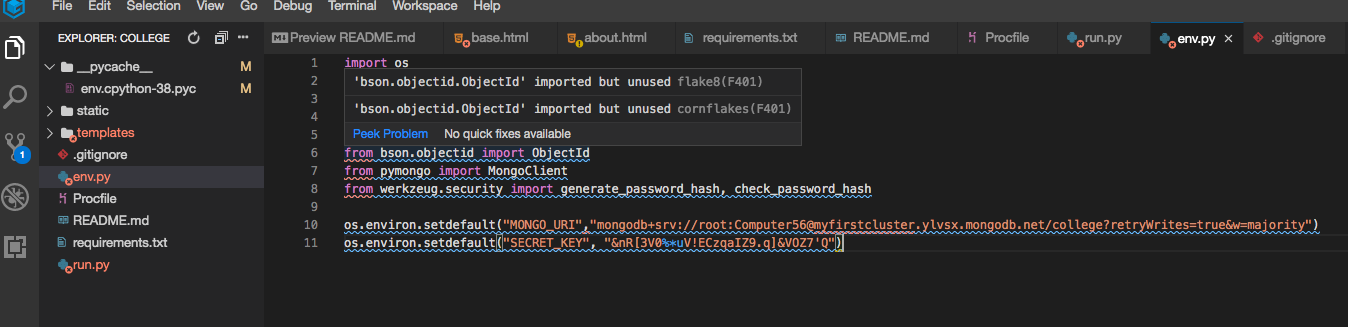 File Edit Selection View Go Debug Terminal Workspace Help
EXPLORER: COLLEGE
Preview README.md base.html about.html requirements.txt README.md Procfile run.py env.py .gitignore
__pycache__ M
env.cpython-38.pyc M
static
templates
.gitignore
env.py
Procfile
README.md
requirements.txt
run.py
1
1 import os
2
3
4
5
'bson.objectid.ObjectId' imported but unused flake8(F401)
'bson.objectid.ObjectId' imported but unused cornflakes(F401)
Peek Problem No quick fixes available
6 from bson.objectid import ObjectId
7 from pymongo import MongoClient
8 from werkzeug.security import generate_password_hash, check_password_hash
9
10 os.environ.setdefault("MONGO_URI","mongodb+srv://root:Computer56@myfirstcluster.ylvsx.mongodb.net/college?retryWrites=true&w=majority")
11 os.environ.setdefault("SECRET_KEY", "&nR[3V0%*uV!ECzqaIZ9.q]&VOZ7'Q")